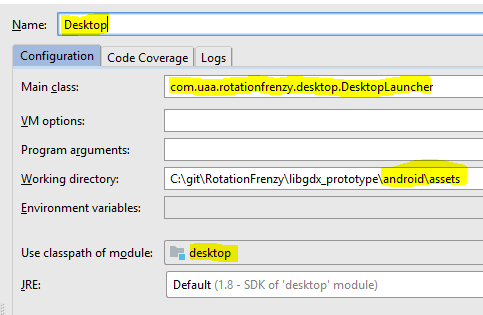 Name: Desktop
Configuration Code Coverage Logs
Main class: com.uaa.rotationfrenzy.desktop.DesktopLauncher
VM options:
Program arguments:
Working directory: C:\git\RotationFrenzy\libgdx_prototype\android\assets
Environment variables:
Use classpath of module: desktop
JRE: Default (1.8 - SDK of 'desktop' module)